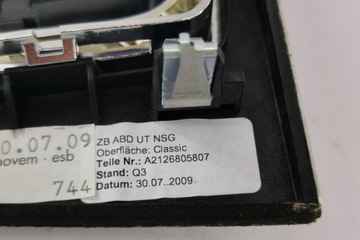 0.07.09
novem - esb
744
ZB ABD UT NSG
Oberfläche: Classic
Teile Nr.: A2126805807
Stand: Q3
Datum: 30.07..2009